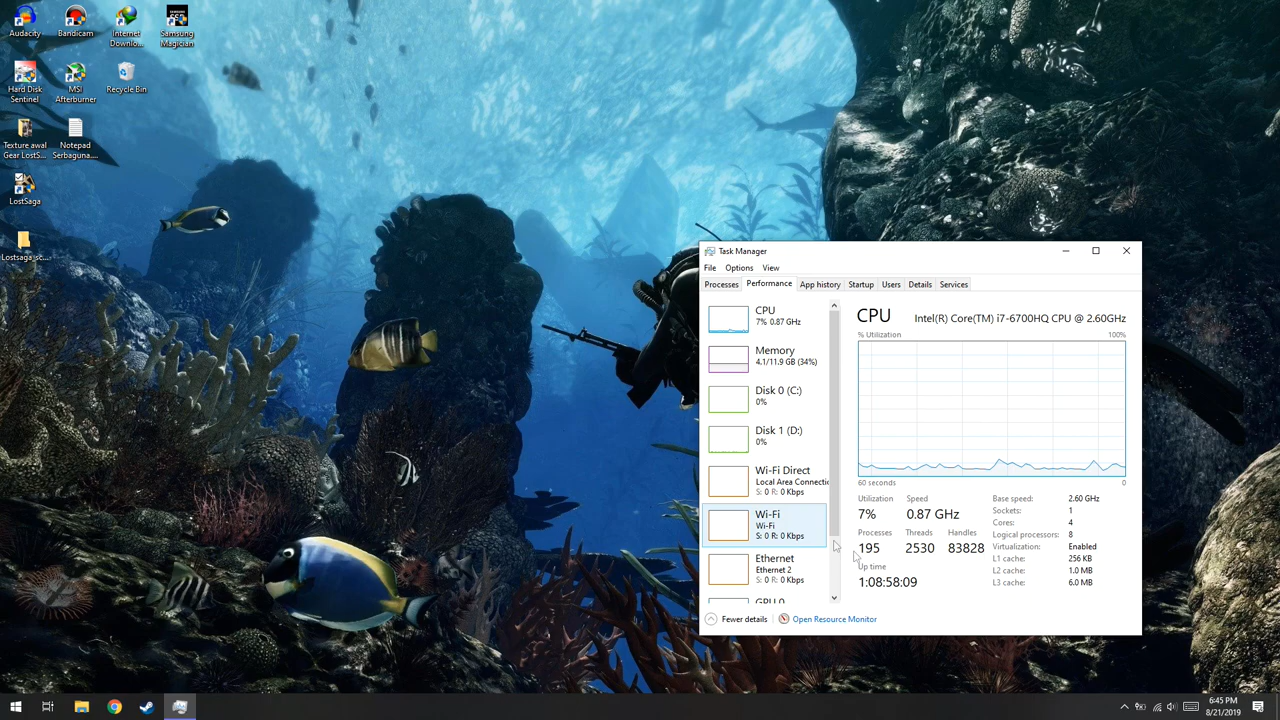 Audacity
Bandicam
Internet
Downlo...
Samsung
Magician
Hard Disk
Sentinel
MSI
Afterburner
Recycle Bin
Texture awal
Gear LostS...
Notepad
Serbaguna....
LostSaga
Lostsaga_sc...
Task Manager
File Options View
Processes Performance App history Startup Users Details Services
CPU
7% 0.87 GHz
Memory
4.1/11.9 GB (34%)
Disk 0 (C:)
0%
Disk 1 (D:)
0%
Wi-Fi Direct
Local Area Connectio
S: 0 R: 0 Kbps
Wi-Fi
Wi-Fi
S: 0 R: 0 Kbps
Ethernet
Ethernet 2
S: 0 R: 0 Kbps
GPU 0
CPU Intel(R) Core(TM) i7-6700HQ CPU @ 2.60GHz
% Utilization 100%
60 seconds 0
Utilization Speed
7% 0.87 GHz
Processes Threads Handles
195 2530 83828
Up time
1:08:58:09
Base speed: 2.60 GHz
Sockets: 1
Cores: 4
Logical processors: 8
Virtualization: Enabled
L1 cache: 256 KB
L2 cache: 1.0 MB
L3 cache: 6.0 MB
Fewer details Open Resource Monitor
6:45 PM
8/21/2019